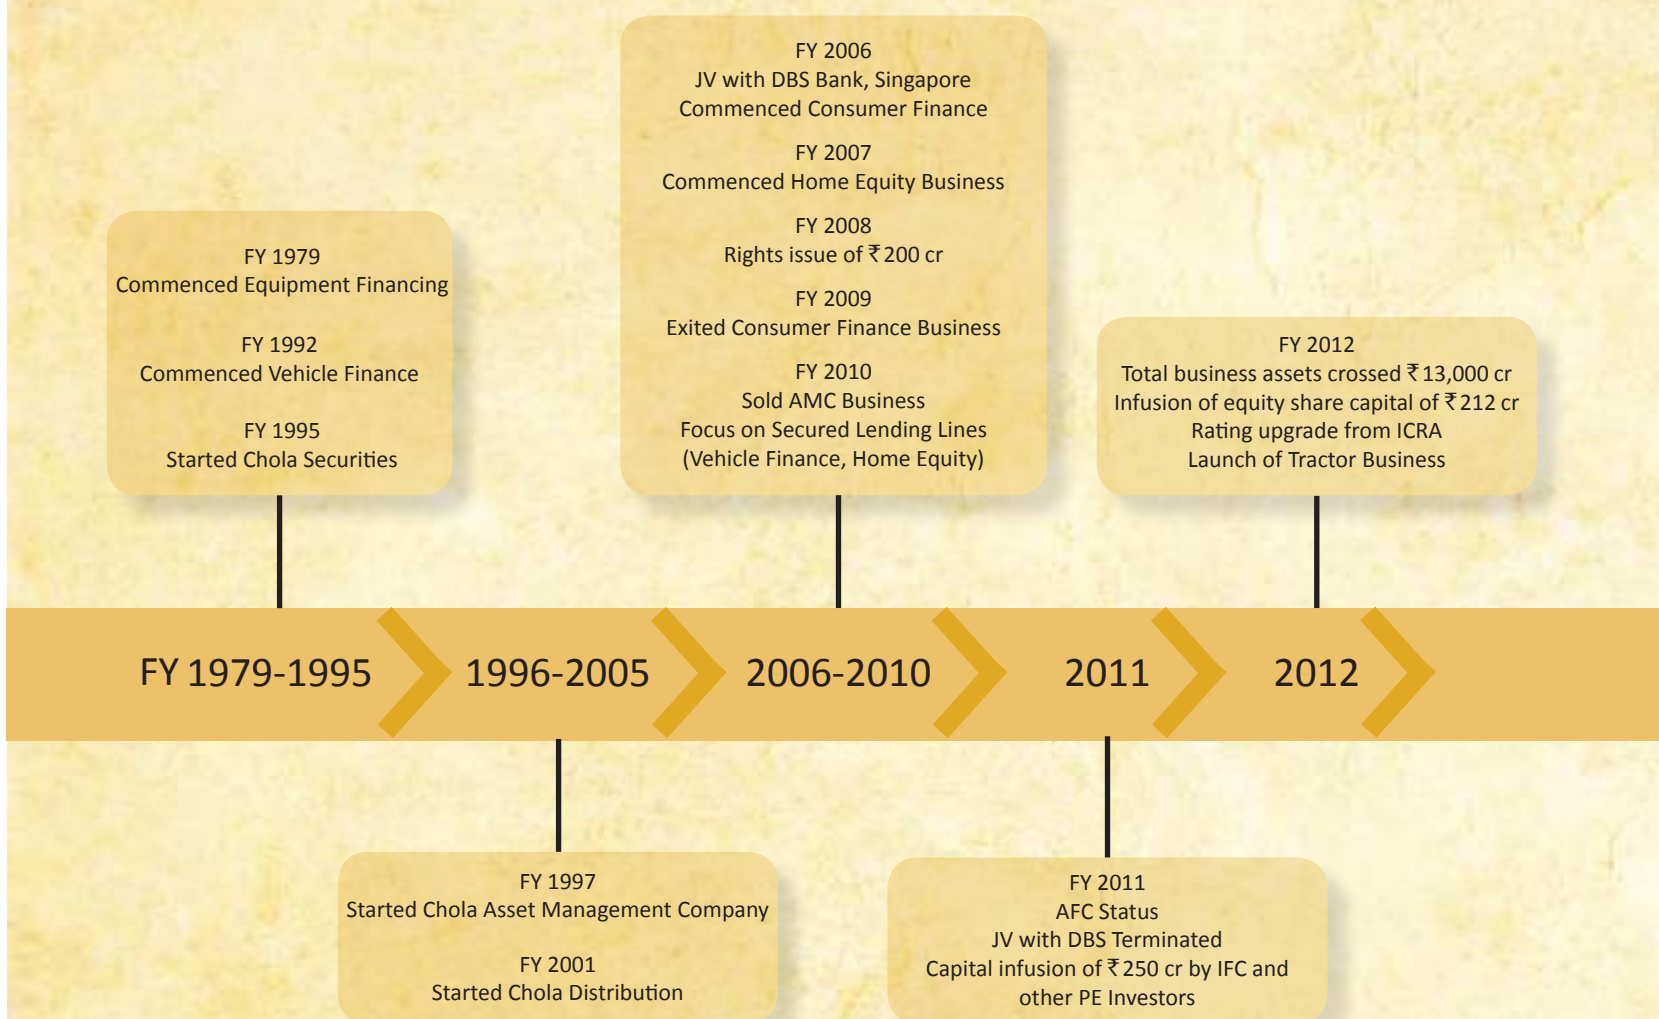 FY 2006
JV with DBS Bank, Singapore
Commenced Consumer Finance
FY 2007
Commenced Home Equity Business
FY 2008
Rights issue of ₹ 200 cr
FY 2009
Exited Consumer Finance Business
FY 2010
Sold AMC Business
Focus on Secured Lending Lines
(Vehicle Finance, Home Equity)
FY 1979
Commenced Equipment Financing
FY 1992
Commenced Vehicle Finance
FY 1995
Started Chola Securities
FY 2012
Total business assets crossed ₹ 13,000 cr
Infusion of equity share capital of ₹ 212 cr
Rating upgrade from ICRA
Launch of Tractor Business
FY 1979-1995
1996-2005
2006-2010
2011
2012
FY 1997
Started Chola Asset Management Company
FY 2001
Started Chola Distribution
FY 2011
AFC Status
JV with DBS Terminated
Capital infusion of ₹ 250 cr by IFC and
other PE Investors